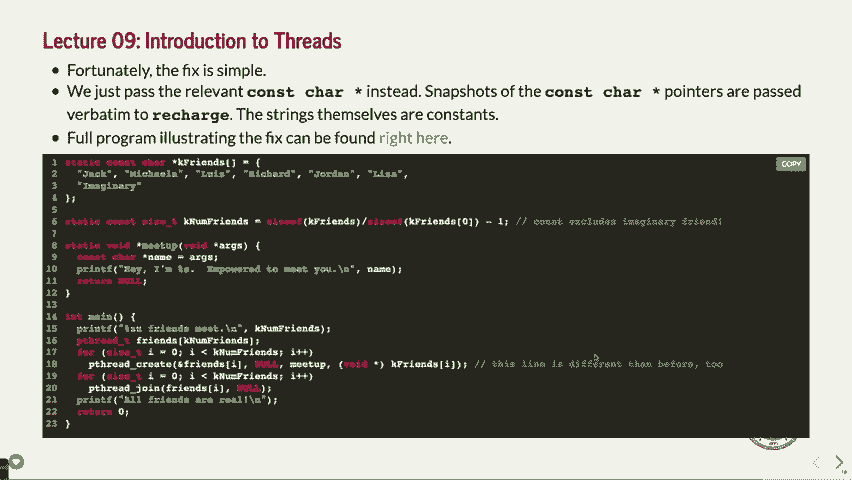 Lecture 09: Introduction to Threads
Fortunately, the fix is simple.
We just pass the relevant const char * instead. Snapshots of the const char * pointers are passed
verbatim to recharge. The strings themselves are constants.
Full program illustrating the fix can be found right here.
COPY
1 static const char *kFriends[] = {
2 "Jack", "Michaela", "Luis", "Richard", "Jordan", "Lisa",
3 "Imaginary"
4 };
5
6 static const size_t kNumFriends = sizeof(kFriends)/sizeof(kFriends[0]) - 1; // count excludes imaginary friend!
7
8 static void *meetup(void *args) {
9 const char *name = args;
10 printf("Hey, I'm %s.  Empowered to meet you.\n", name);
11 return NULL;
12 }
13
14 int main() {
15 printf("%zu friends meet.\n", kNumFriends);
16 pthread_t friends[kNumFriends];
17 for (size_t i = 0; i < kNumFriends; i++)
18 pthread_create(&friends[i], NULL, meetup, (void *) kFriends[i]); // this line is different than before, too
19 for (size_t i = 0; i < kNumFriends; i++)
20 pthread_join(friends[i], NULL);
21 printf("All friends are real!\n");
22 return 0;
23 }